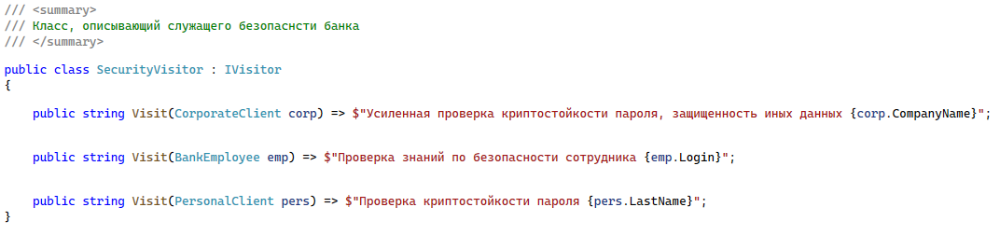 /// <summary>
/// Класс, описывающий служащего безопаснсти банка
/// </summary>
public class SecurityVisitor : IVisitor
{
public string Visit(CorporateClient corp) => $"Усиленная проверка криптостойкости пароля, защищенность иных данных {corp.CompanyName}";
public string Visit(BankEmployee emp) => $"Проверка знаний по безопасности сотрудника {emp.Login}";
public string Visit(PersonalClient pers) => $"Проверка криптостойкости пароля {pers.LastName}";
}